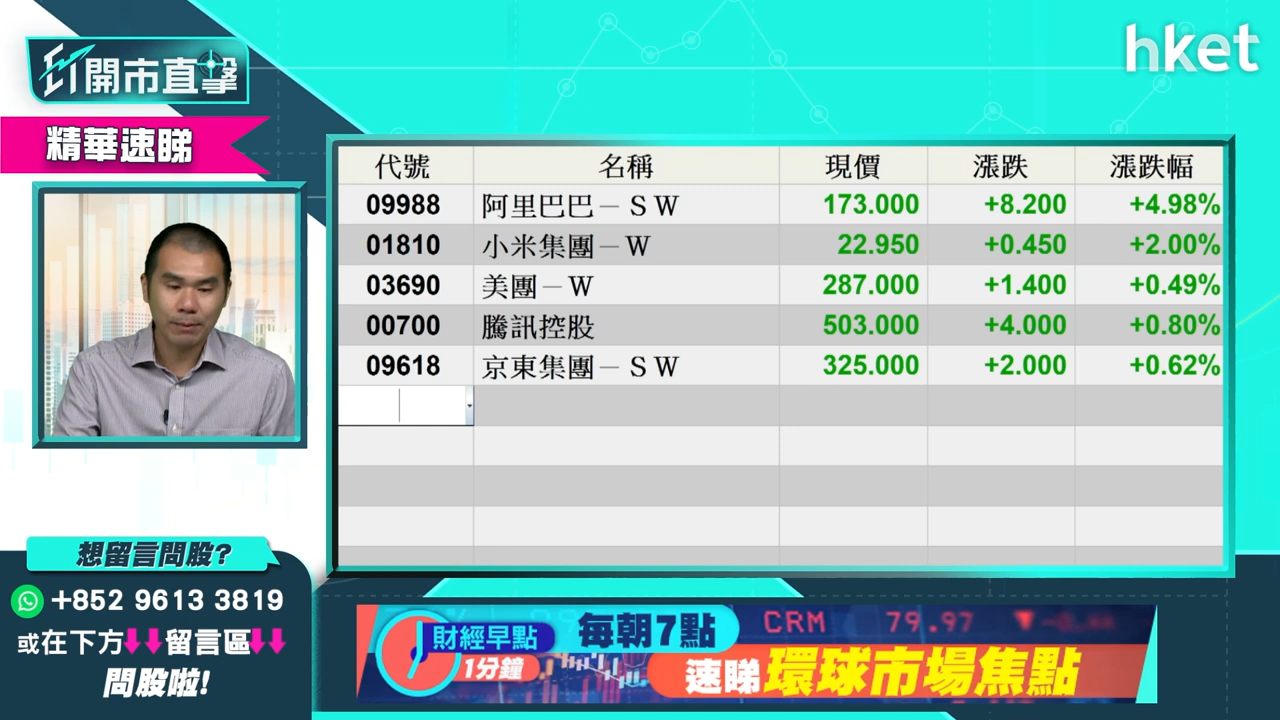 hket
ET開市直擊
精華速睇
代號 名稱 現價 漲跌 漲跌幅
09988 阿里巴巴－ＳＷ 173.000 +8.200 +4.98%
01810 小米集團－Ｗ 22.950 +0.450 +2.00%
03690 美團－Ｗ 287.000 +1.400 +0.49%
00700 騰訊控股 503.000 +4.000 +0.80%
09618 京東集團－ＳＷ 325.000 +2.000 +0.62%
想留言問股?
+852 9613 3819
或在下方留言區
問股啦!
財經早點
1分鐘
每朝7點
CRM 79.97
速睇環球市場焦點